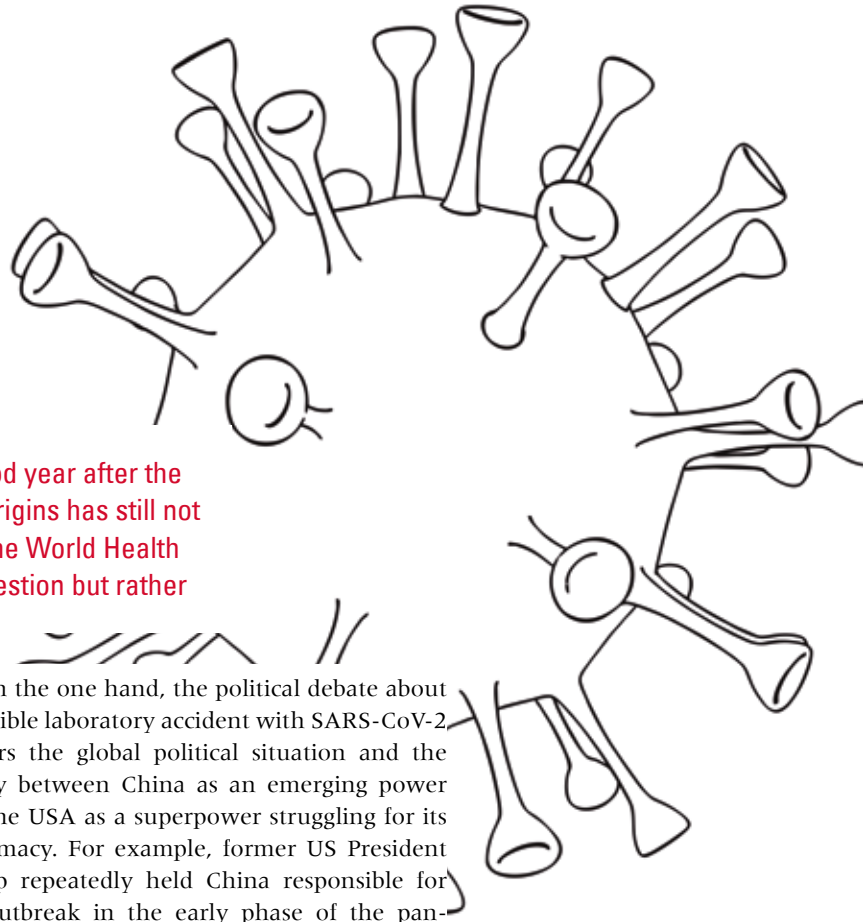 od year after the
rigins has still not
he World Health
estion but rather
n the one hand, the political debate about
sible laboratory accident with SARS-CoV-2
rs the global political situation and the
y between China as an emerging power
he USA as a superpower struggling for its
macy. For example, former US President
p repeatedly held China responsible for
utbreak in the early phase of the pan-